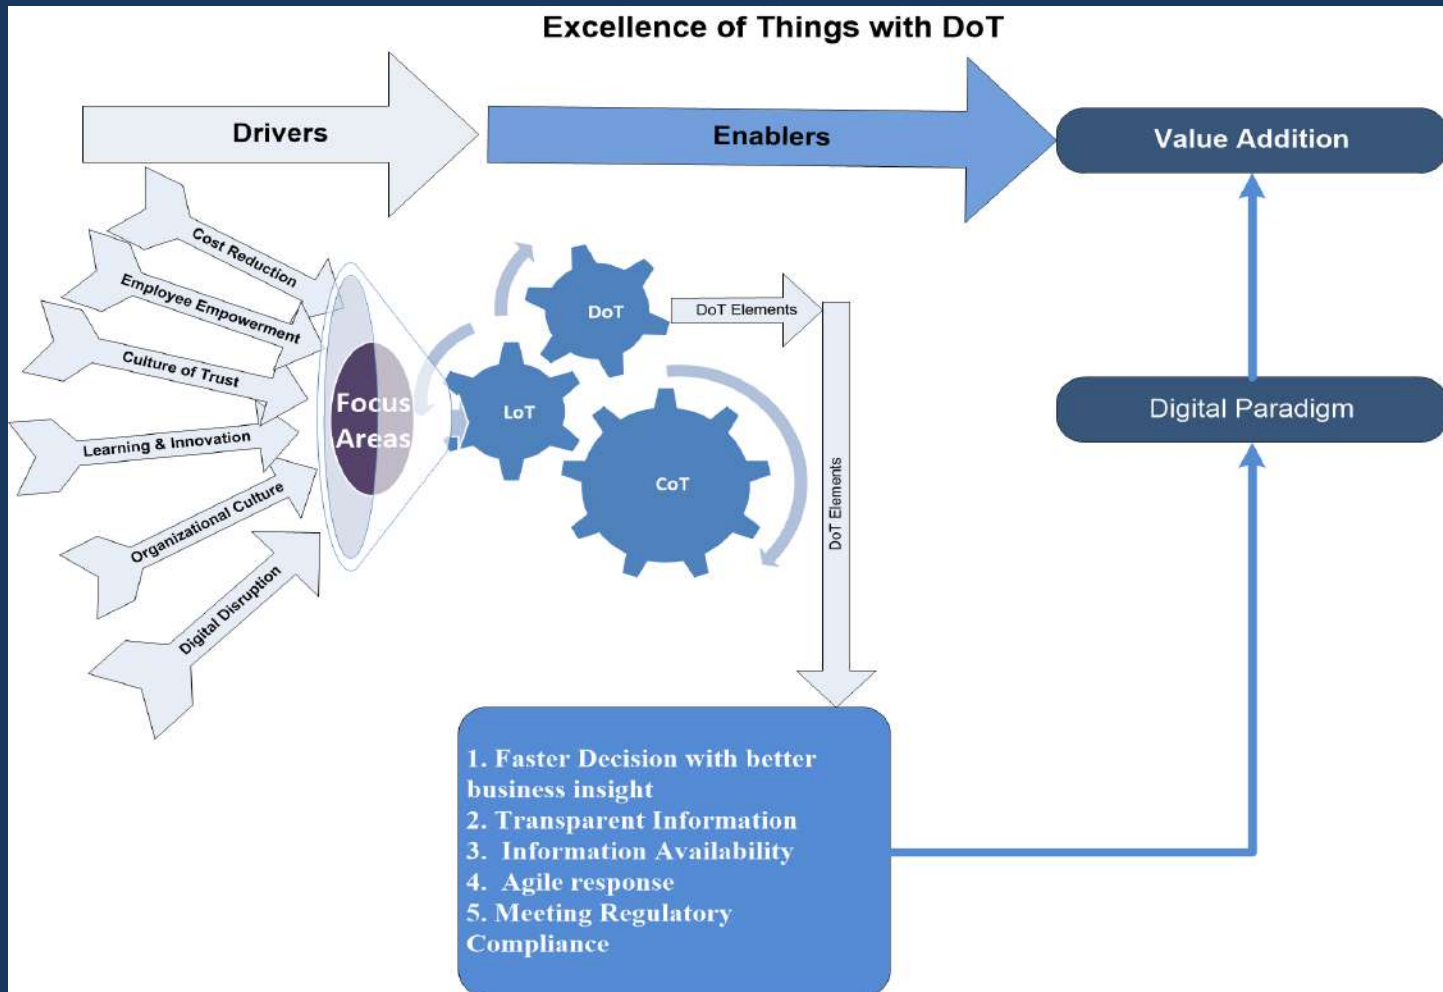 Excellence of Things with DoT
Drivers
Enablers
Value Addition
Cost Reduction
Employee Empowerment
Culture of Trust
Learning & Innovation
Organizational Culture
Digital Disruption
Focus
Areas
DoT
LoT
CoT
DoT Elements
DoT Elements
Digital Paradigm
1. Faster Decision with better
business insight
2. Transparent Information
3. Information Availability
4. Agile response
5. Meeting Regulatory
Compliance